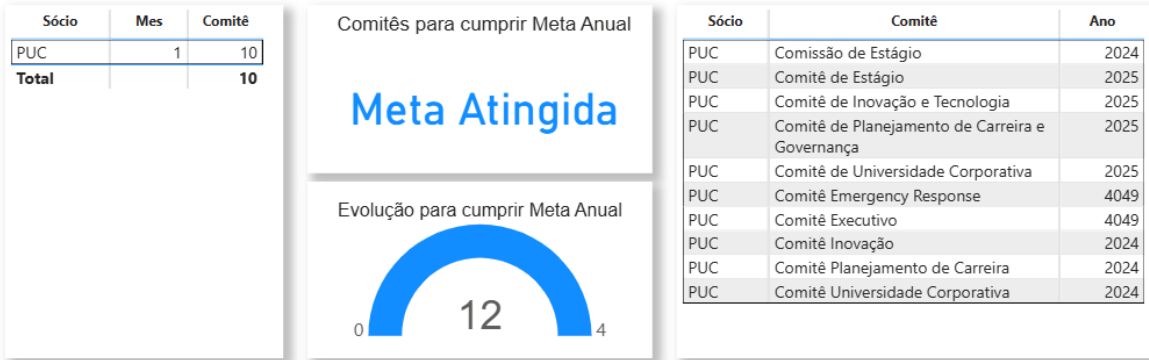 Sócio Mes Comitê
PUC 1 10
Total 10
Comitês para cumprir Meta Anual
Meta Atingida
Evolução para cumprir Meta Anual
12
0 4
Sócio Comitê Ano
PUC Comissão de Estágio 2024
PUC Comitê de Estágio 2025
PUC Comitê de Inovação e Tecnologia 2025
PUC Comitê de Planejamento de Carreira e 2025
Governança
PUC Comitê de Universidade Corporativa 2025
PUC Comitê Emergency Response 4049
PUC Comitê Executivo 4049
PUC Comitê Inovação 2024
PUC Comitê Planejamento de Carreira 2024
PUC Comitê Universidade Corporativa 2024